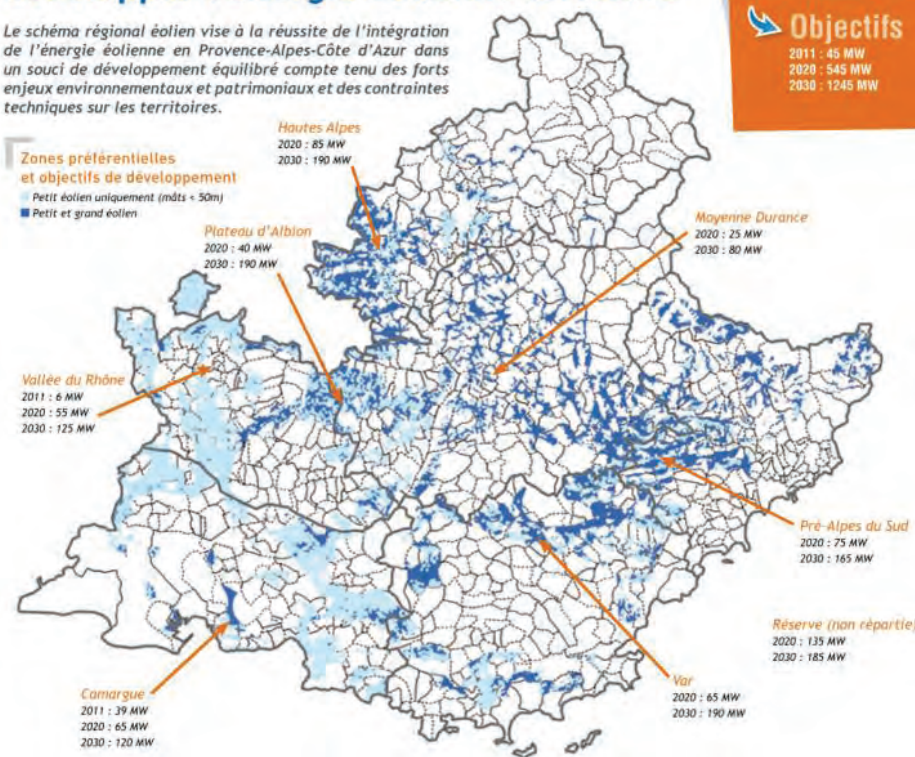 Le schéma régional éolien vise à la réussite de l'intégration
de l'énergie éolienne en Provence-Alpes-Côte d'Azur dans
un souci de développement équilibré compte tenu des forts
enjeux environnementaux et patrimoniaux et des contraintes
techniques sur les territoires.
Objectifs
2011 : 45 MW
2020 : 545 MW
2030 : 1245 MW
Zones préférentielles
et objectifs de développement
Petit éolien uniquement (mâts < 50m)
Petit et grand éolien
Hautes Alpes
2020 : 85 MW
2030 : 190 MW
Plateau d'Albion
2020 : 40 MW
2030 : 190 MW
Moyenne Durance
2020 : 25 MW
2030 : 80 MW
Vallée du Rhône
2011 : 6 MW
2020 : 55 MW
2030 : 125 MW
Pré-Alpes du Sud
2020 : 75 MW
2030 : 165 MW
Réserve (non répartie)
2020 : 135 MW
2030 : 185 MW
Var
2020 : 65 MW
2030 : 190 MW
Camargue
2011 : 39 MW
2020 : 65 MW
2030 : 120 MW